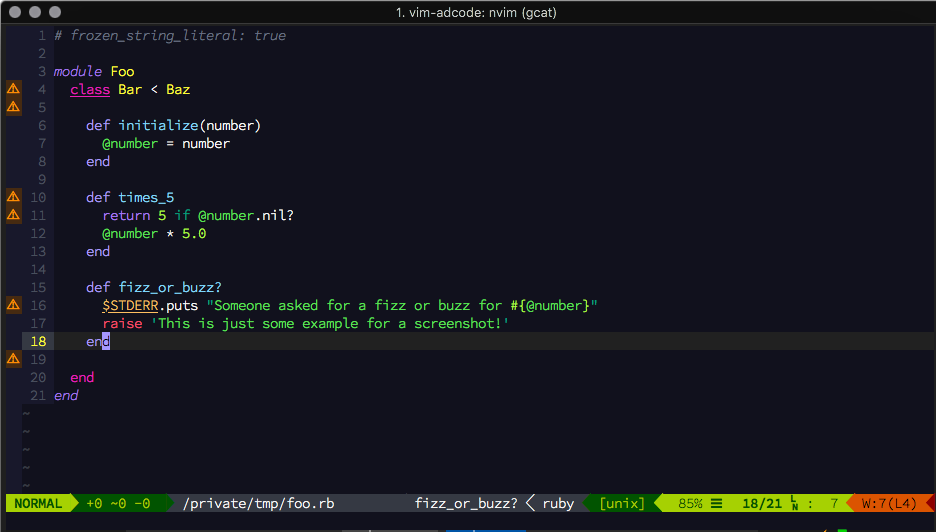 1. vim-adcode: nvim (gcat)
1 # frozen_string_literal: true
2
3 module Foo
4   class Bar < Baz
5
6     def initialize(number)
7       @number = number
8     end
9
10     def times_5
11       return 5 if @number.nil?
12       @number * 5.0
13     end
14
15     def fizz_or_buzz?
16       $STDERR.puts "Someone asked for a fizz or buzz for #{@number}"
17       raise 'This is just some example for a screenshot!'
18     end
19
20   end
21 end
~
~
~
~
~
NORMAL +0 ~0 -0 /private/tmp/foo.rb fizz_or_buzz? < ruby [unix] 85% ☰ 18/21 LN : 7 W:7(L4)